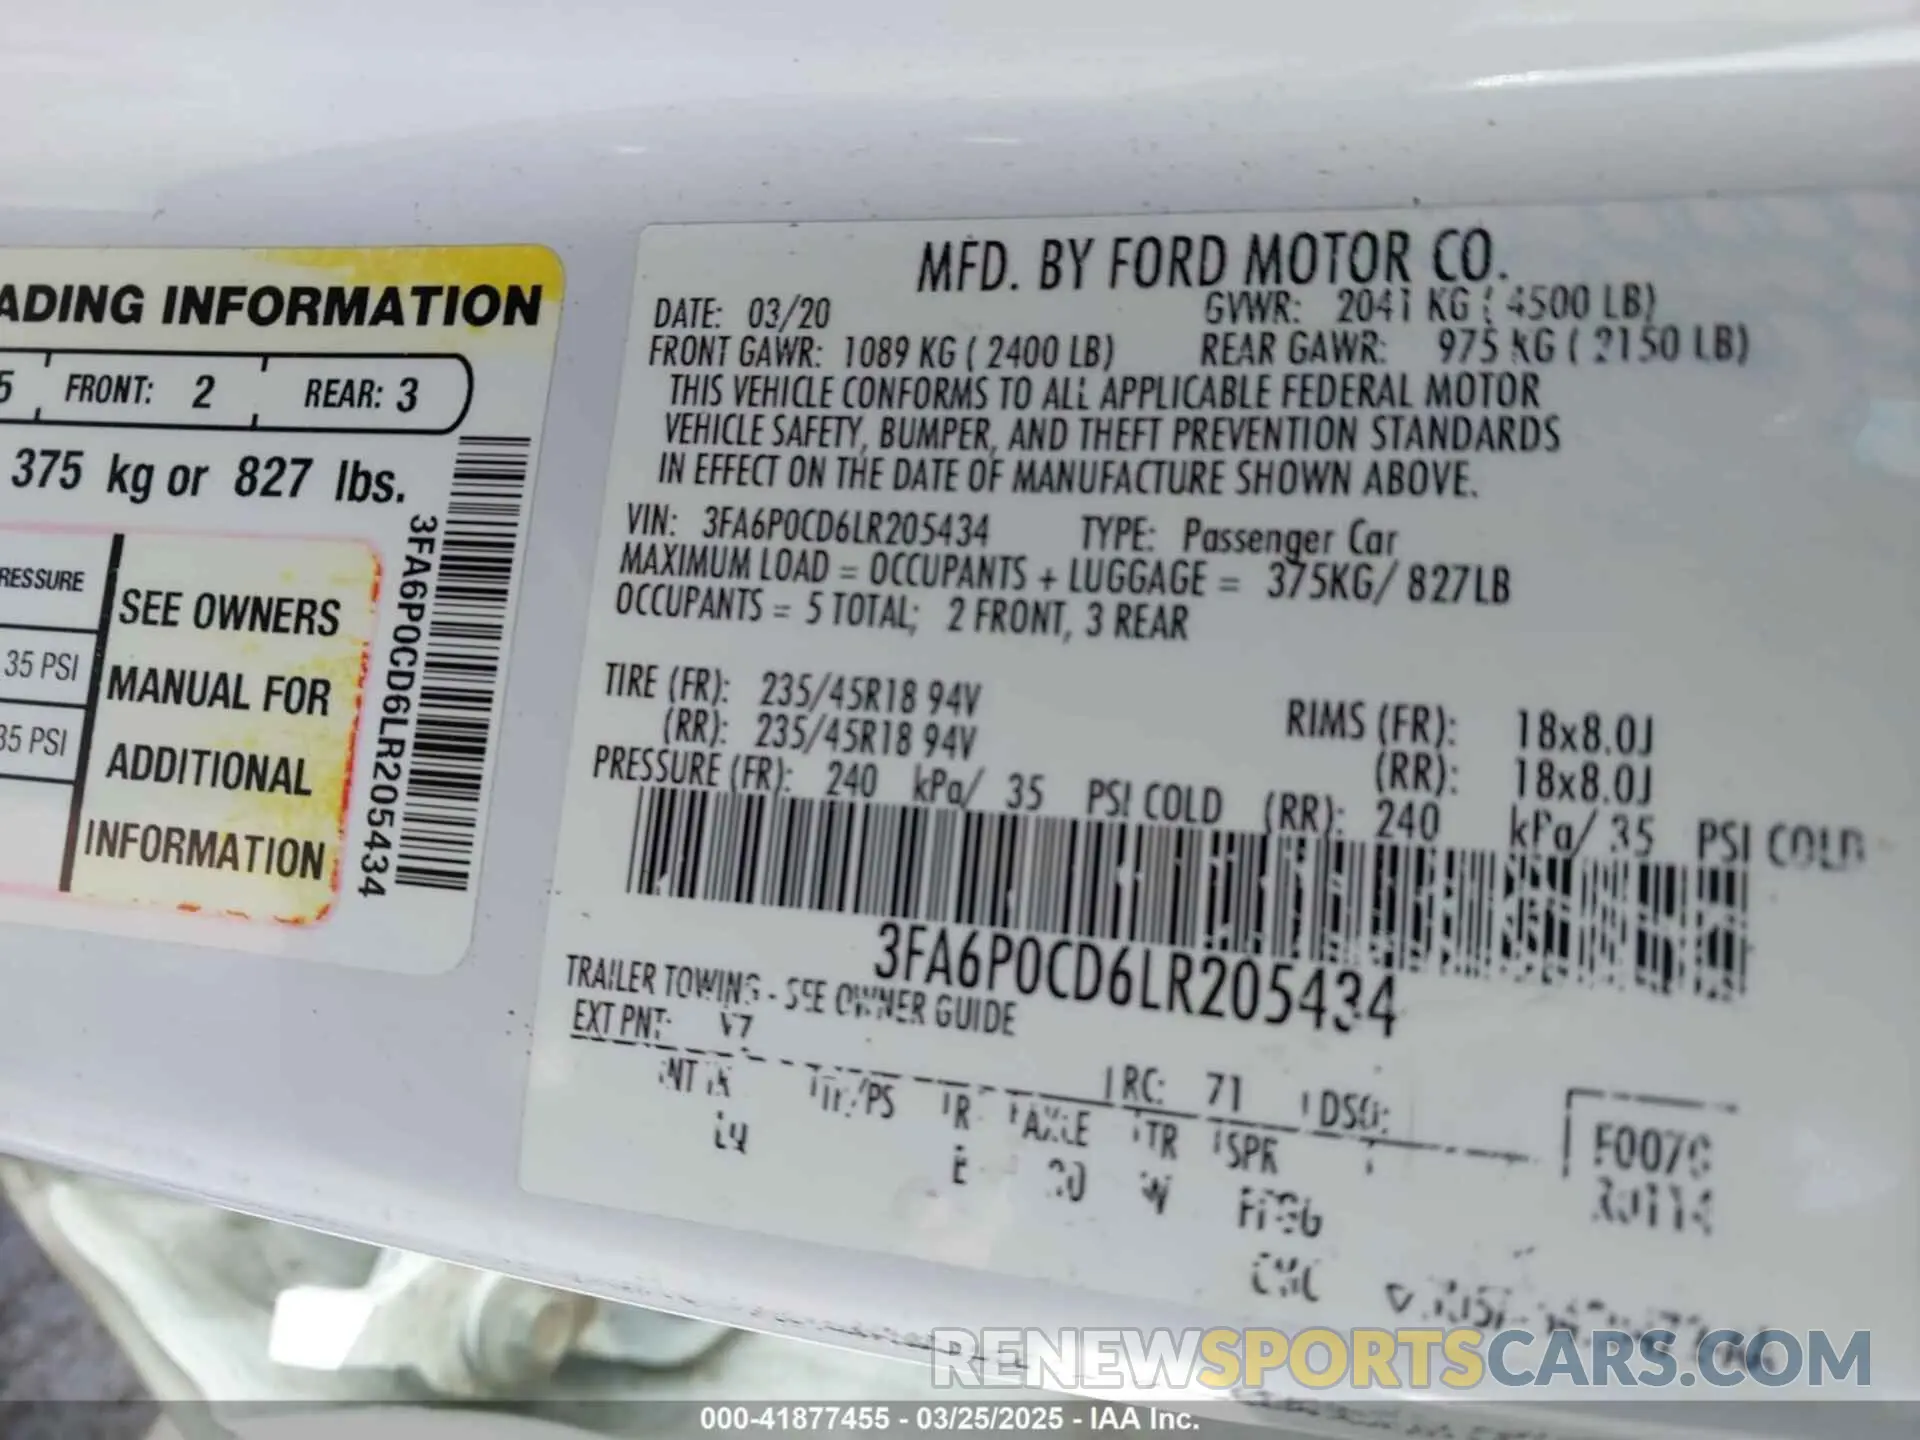 ADING INFORMATION
5 FRONT: 2 REAR: 3
375 kg or 827 lbs.
RESSURE
35 PSI
35 PSI
SEE OWNERS
MANUAL FOR
ADDITIONAL
INFORMATION
3FA6P0CD6LR205434
MFD. BY FORD MOTOR CO.
DATE: 03/20 GVWR: 2041 KG ( 4500 LB)
FRONT GAWR: 1089 KG ( 2400 LB) REAR GAWR: 975 KG ( 2150 LB)
THIS VEHICLE CONFORMS TO ALL APPLICABLE FEDERAL MOTOR
VEHICLE SAFETY, BUMPER, AND THEFT PREVENTION STANDARDS
IN EFFECT ON THE DATE OF MANUFACTURE SHOWN ABOVE.
VIN: 3FA6P0CD6LR205434 TYPE: Passenger Car
MAXIMUM LOAD = OCCUPANTS + LUGGAGE = 375KG/ 827LB
OCCUPANTS = 5 TOTAL; 2 FRONT, 3 REAR
TIRE (FR): 235/45R18 94V RIMS (FR): 18x8.0J
(RR): 235/45R18 94V (RR): 18x8.0J
PRESSURE (FR): 240 kPa/ 35 PSI COLD (RR): 240 kPa/ 35 PSI COLD
3FA6P0CD6LR205434
TRAILER TOWING - SEE OWNER GUIDE
EXT PNT: RC: 71 DSO:
AXLE TR SPR
RENEWSPORTSCARS.COM
000-41877455 - 03/25/2025 - IAA Inc.